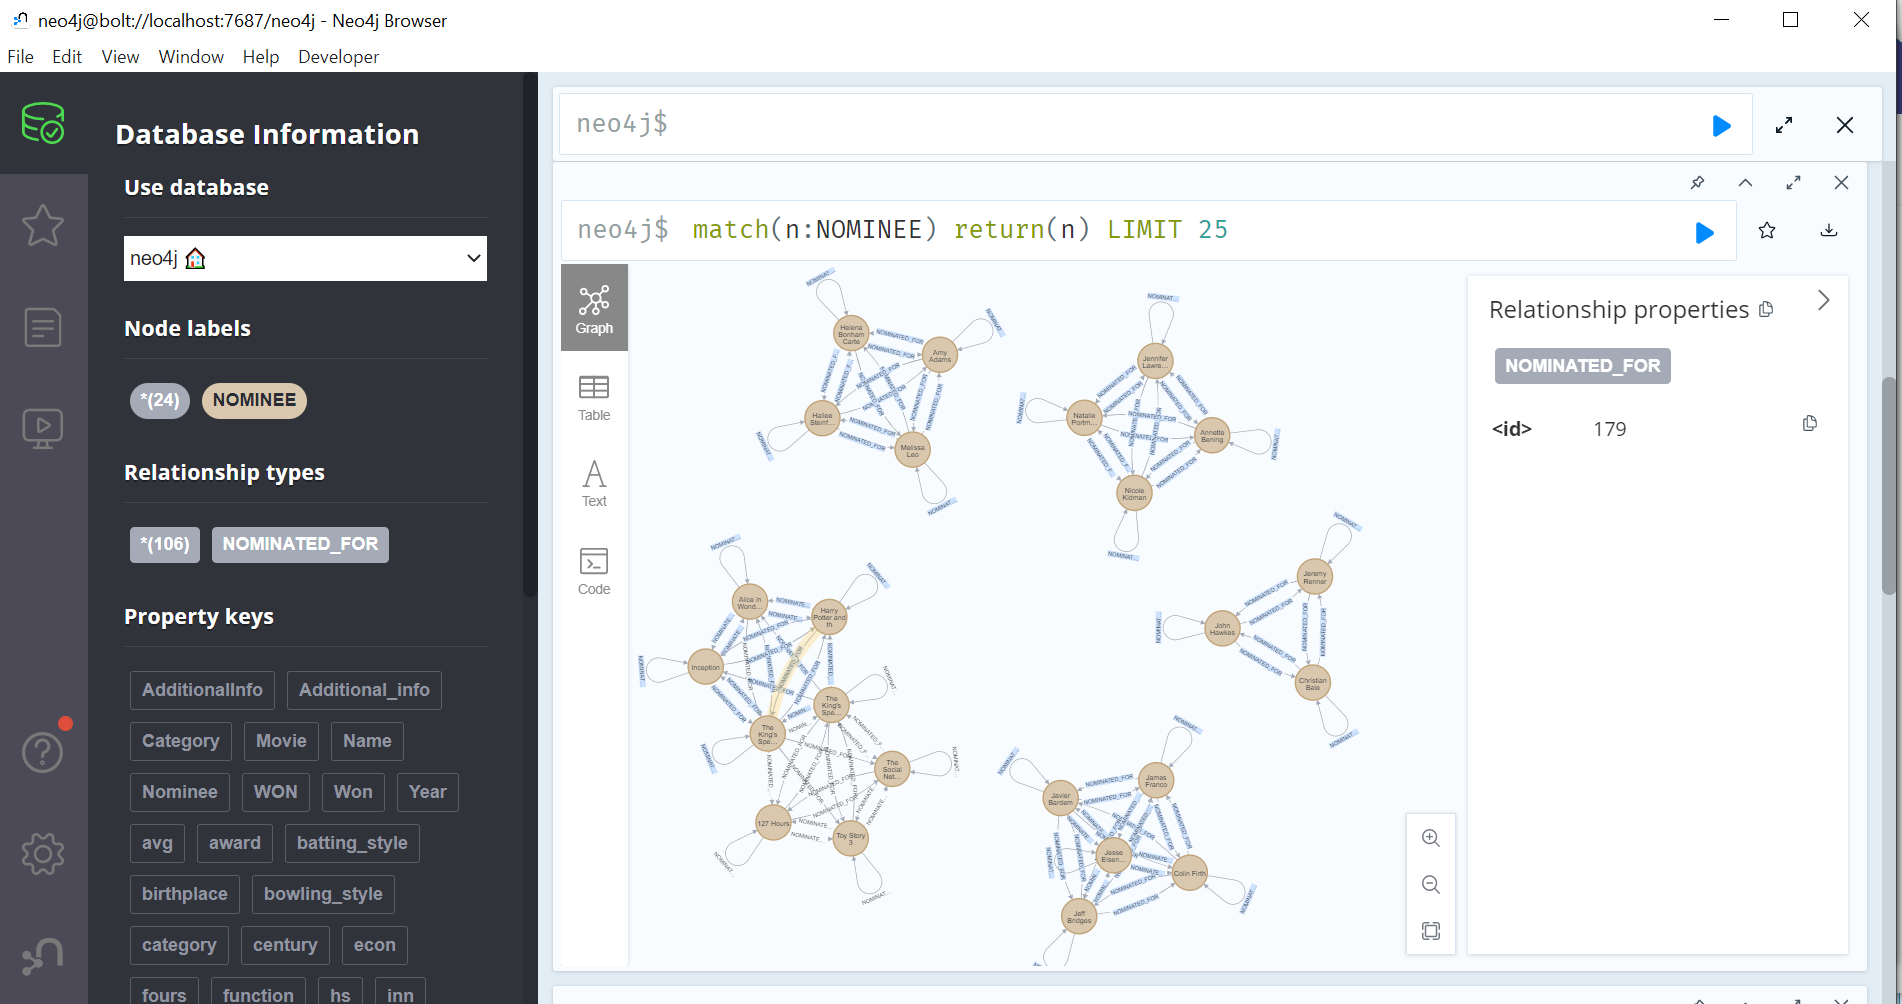 neo4j@bolt://localhost:7687/neo4j - Neo4j Browser
File Edit View Window Help Developer
Database Information
Use database
neo4j
Node labels
*(24) NOMINEE
Relationship types
*(106) NOMINATED_FOR
Property keys
AdditionalInfo Additional_info
Category Movie Name
Nominee WON Won Year
avg award batting_style
birthplace bowling_style
category century econ
fours function hs inn
neo4j$
neo4j$ match(n:NOMINEE) return(n) LIMIT 25
Graph
Table
Text
Code
Helena Bonham Carte
Amy Adams
Hailee Steinf...
Melissa Leo
Jennifer Lawre...
Natalie Portm...
Annette Bening
Nicole Kidman
Alice in Wond...
Harry Potter and th
Inception
The King's Spe...
The King's Spe...
The Social Net...
127 Hours
Toy Story 3
Jeremy Renner
John Hawkes
Christian Bale
James Franco
Javier Bardem
Jesse Eisen...
Colin Firth
Jeff Bridges
NOMINATED_FOR
NOMINAT...
Relationship properties
NOMINATED_FOR
<id> 179